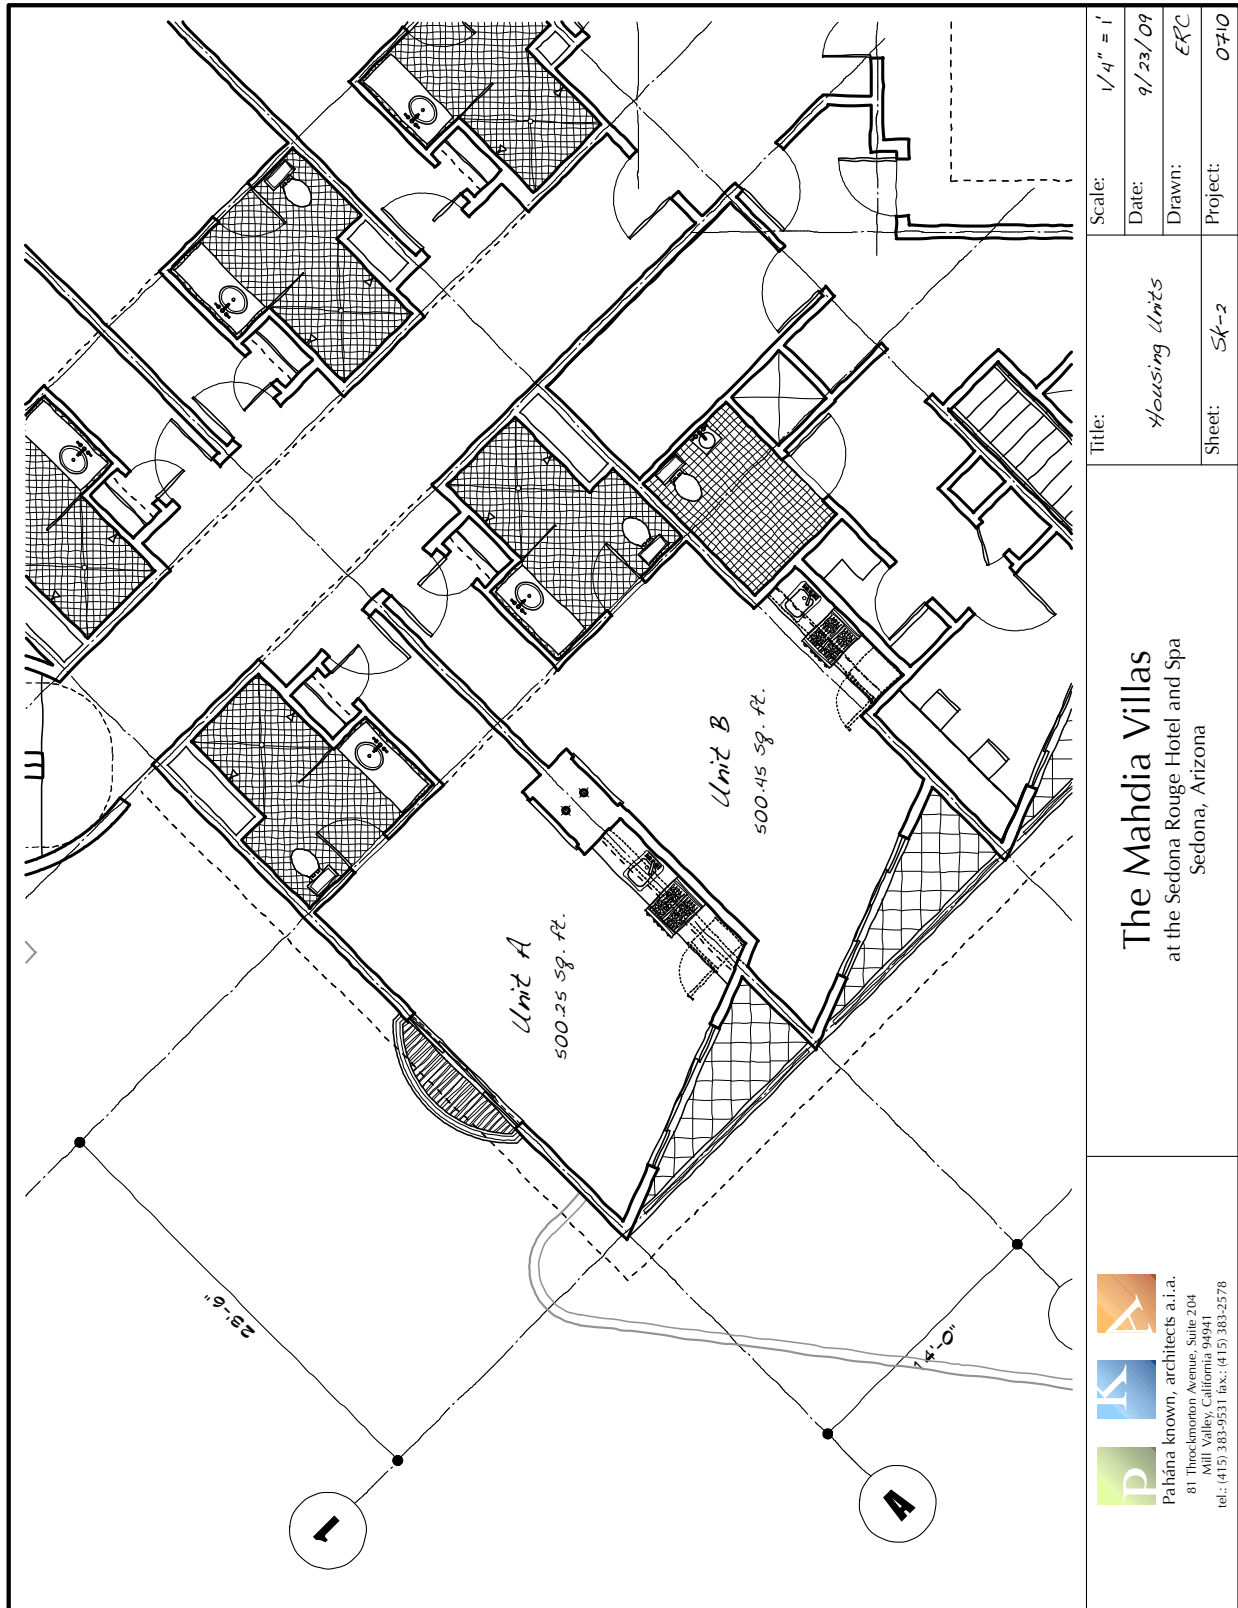 Unit A
500.25 sq. ft.
Unit B
500.45 sq. ft.
23'-6"
14'-0"
1
A
P K A
Pahána known, architects a.i.a.
81 Throckmorton Avenue, Suite 204
Mill Valley, California 94941
tel.: (415) 383-9531 fax.: (415) 383-2578
The Mahdia Villas
at the Sedona Rouge Hotel and Spa
Sedona, Arizona
Title:
Housing Units
Sheet: SK-2
Scale: 1/4" = 1'
Date: 9/23/09
Drawn: ERC
Project: 0710